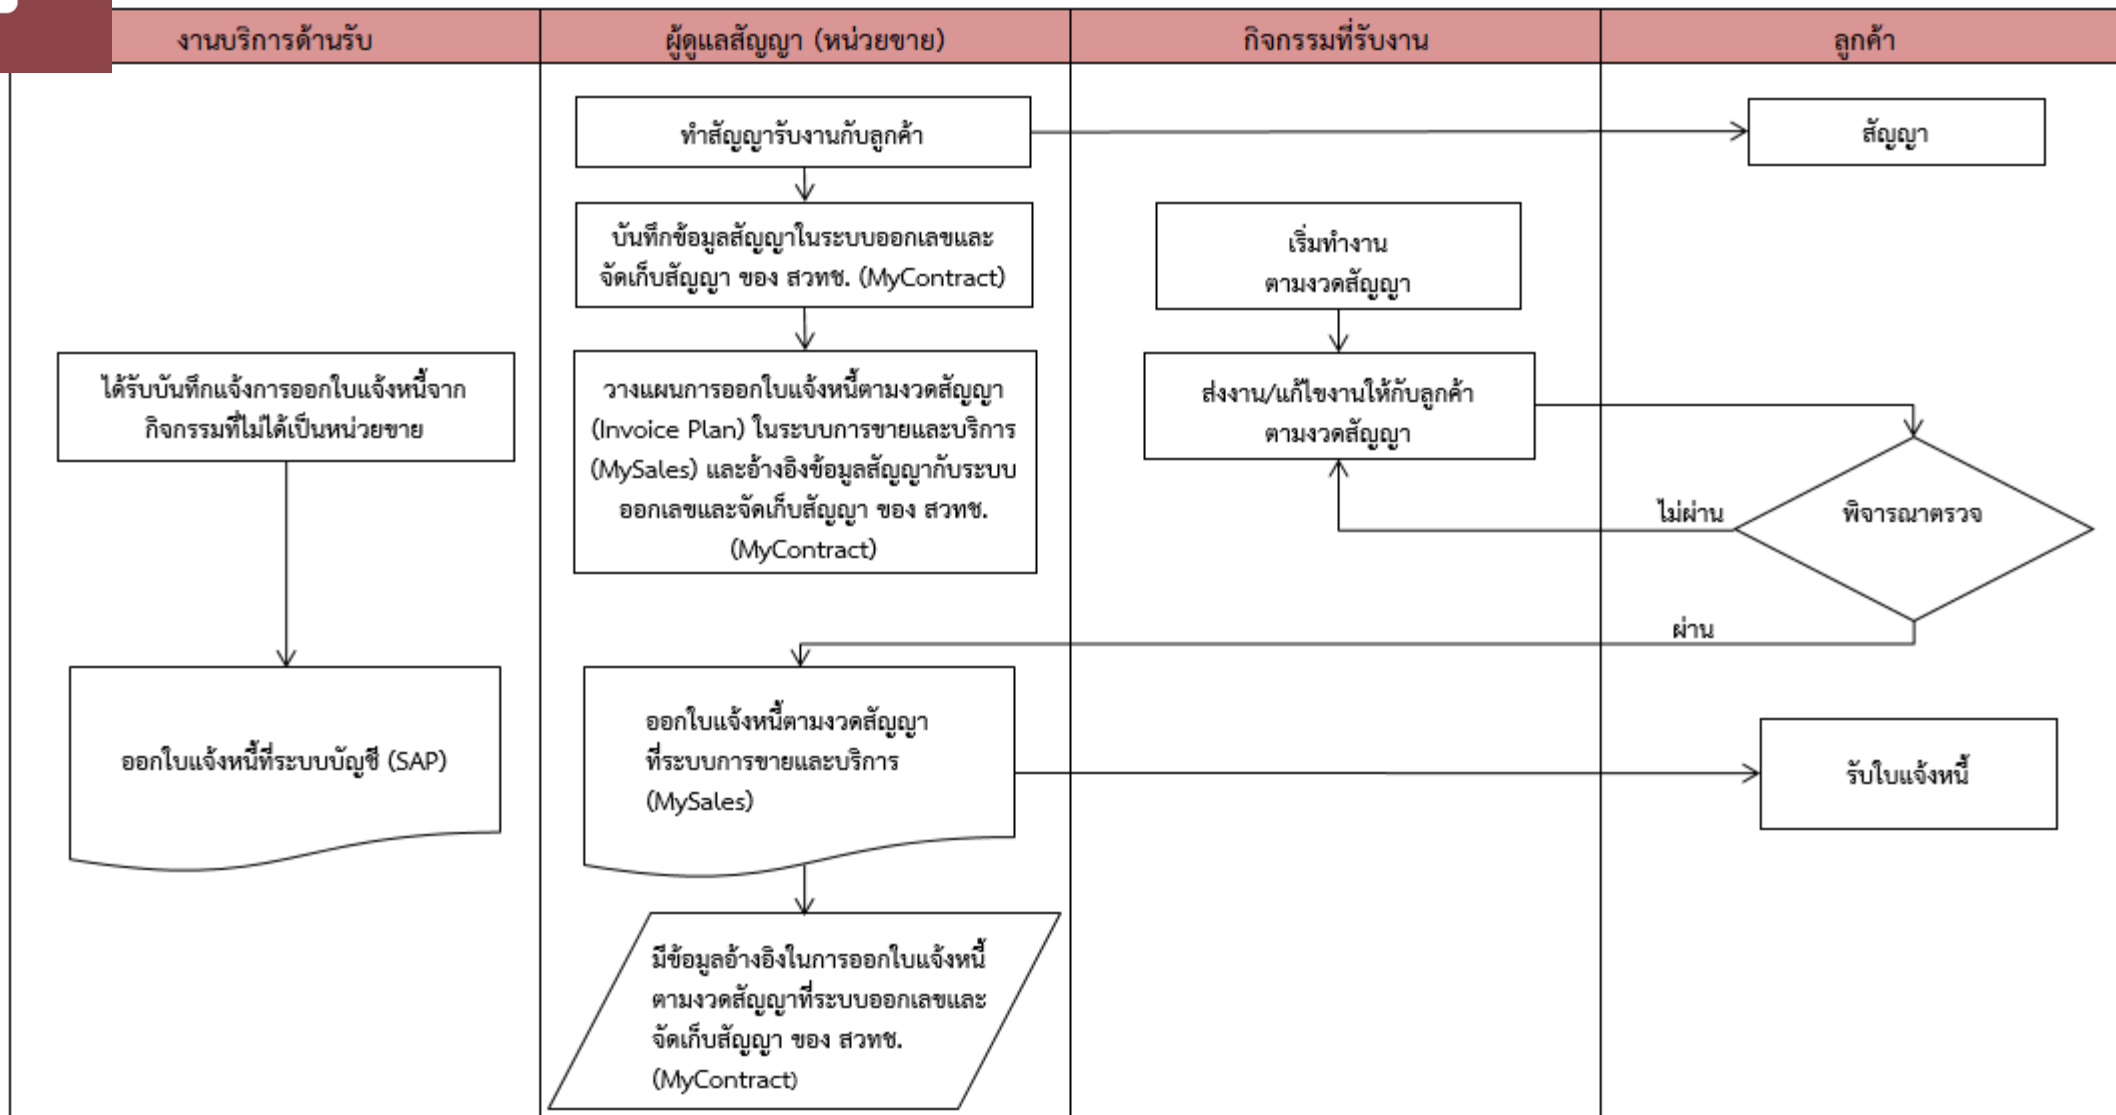 งานบริการด้านรับ
ผู้ดูแลสัญญา (หน่วยขาย)
กิจกรรมที่รับงาน
ลูกค้า
ทำสัญญารับงานกับลูกค้า
สัญญา
บันทึกข้อมูลสัญญาในระบบออกเลขและ
จัดเก็บสัญญา ของ สวทช. (MyContract)
เริ่มทำงาน
ตามงวดสัญญา
ได้รับบันทึกแจ้งการออกใบแจ้งหนี้จาก
กิจกรรมที่ไม่ได้เป็นหน่วยขาย
วางแผนการออกใบแจ้งหนี้ตามงวดสัญญา
(Invoice Plan) ในระบบการขายและบริการ
(MySales) และอ้างอิงข้อมูลสัญญากับระบบ
ออกเลขและจัดเก็บสัญญา ของ สวทช.
(MyContract)
ส่งงาน/แก้ไขงานให้กับลูกค้า
ตามงวดสัญญา
พิจารณาตรวจ
ไม่ผ่าน
ผ่าน
ออกใบแจ้งหนี้ที่ระบบบัญชี (SAP)
ออกใบแจ้งหนี้ตามงวดสัญญา
ที่ระบบการขายและบริการ
(MySales)
รับใบแจ้งหนี้
มีข้อมูลอ้างอิงในการออกใบแจ้งหนี้
ตามงวดสัญญาที่ระบบออกเลขและ
จัดเก็บสัญญา ของ สวทช.
(MyContract)